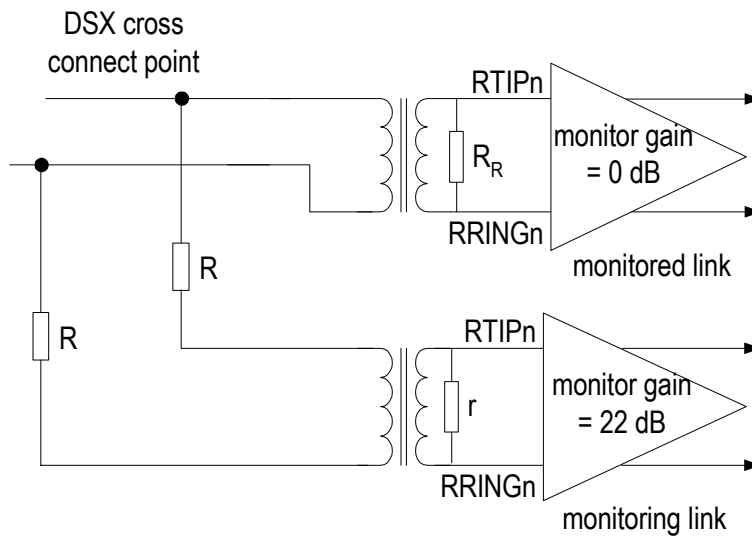 DSX cross
connect point
RTIPn
monitor gain
= 0 dB
R_R
RRINGn
monitored link
R
R
RTIPn
monitor gain
= 22 dB
r
RRINGn
monitoring link